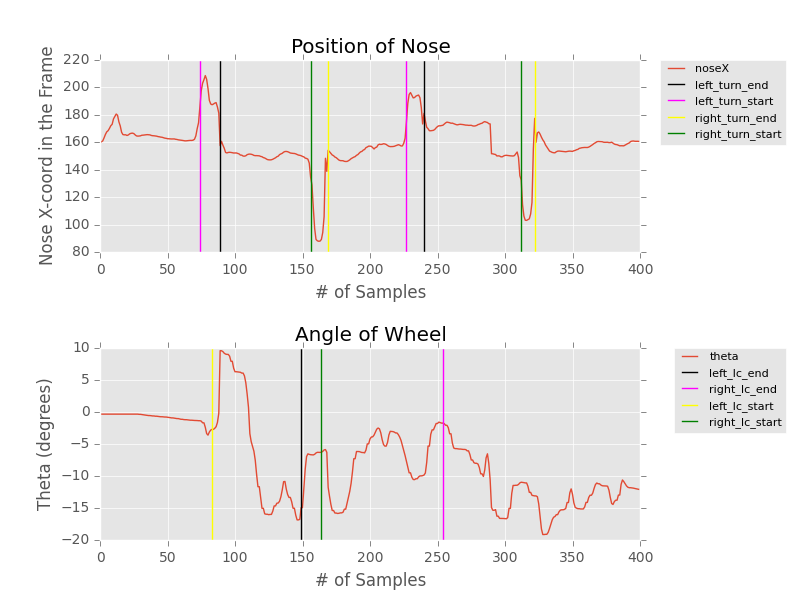 Position of Nose
220
200
180
160
140
120
100
80
Nose X-coord in the Frame
0 50 100 150 200 250 300 350 400
# of Samples
noseX
left_turn_end
left_turn_start
right_turn_end
right_turn_start
Angle of Wheel
10
5
0
−5
−10
−15
−20
Theta (degrees)
0 50 100 150 200 250 300 350 400
# of Samples
theta
left_lc_end
right_lc_end
left_lc_start
right_lc_start